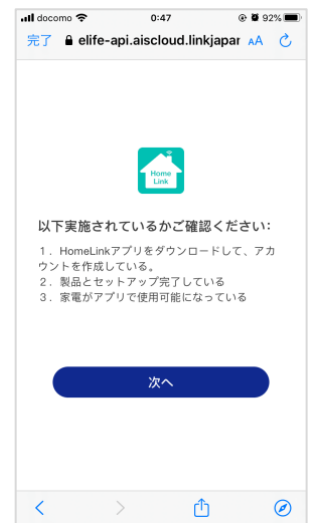 docomo 0:47 92%
完了 elife-api.aiscloud.linkjapar AA
Home
Link
以下実施されているかご確認ください:
1. HomeLinkアプリをダウンロードして、アカ
ウントを作成している。
2. 製品とセットアップ完了している
3. 家電がアプリで使用可能になっている
次へ